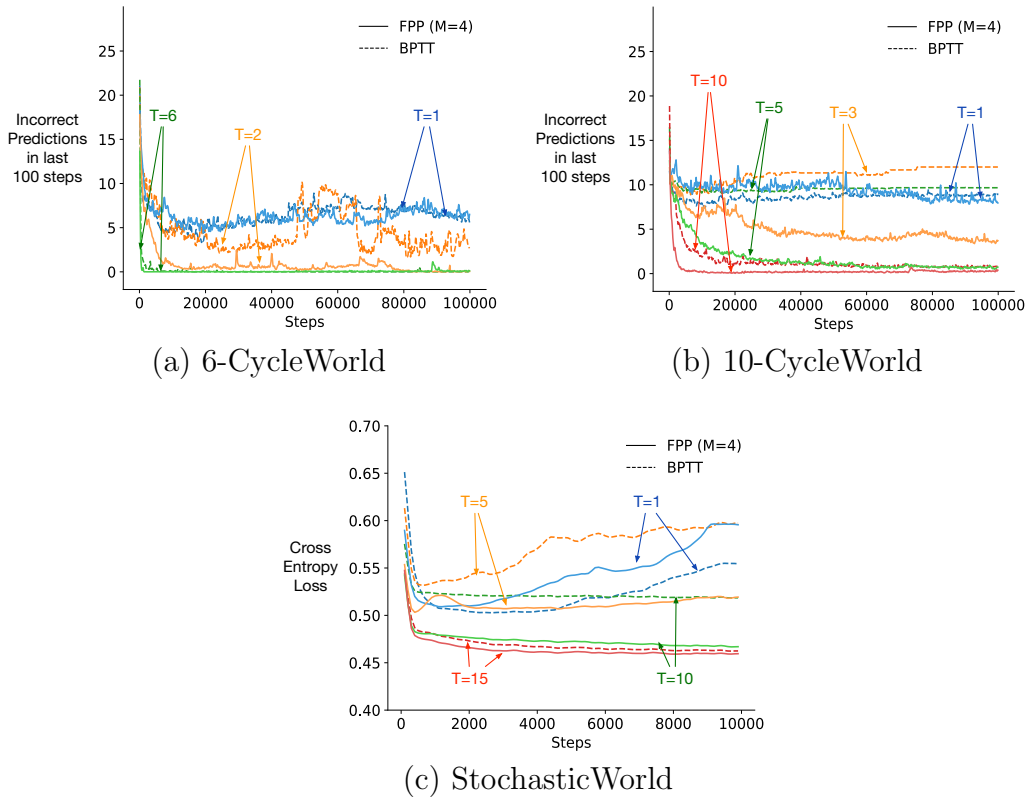 FPP (M=4)
BPTT
25
20
15
10
5
0
Incorrect
Predictions
in last
100 steps
T=6
T=2
T=1
0 20000 40000 60000 80000 100000
Steps
(a) 6-CycleWorld
FPP (M=4)
BPTT
25
20
15
10
5
0
Incorrect
Predictions
in last
100 steps
T=10
T=5
T=3
T=1
0 20000 40000 60000 80000 100000
Steps
(b) 10-CycleWorld
FPP (M=4)
BPTT
0.70
0.65
0.60
0.55
0.50
0.45
0.40
Cross
Entropy
Loss
T=5
T=1
T=15
T=10
0 2000 4000 6000 8000 10000
Steps
(c) StochasticWorld